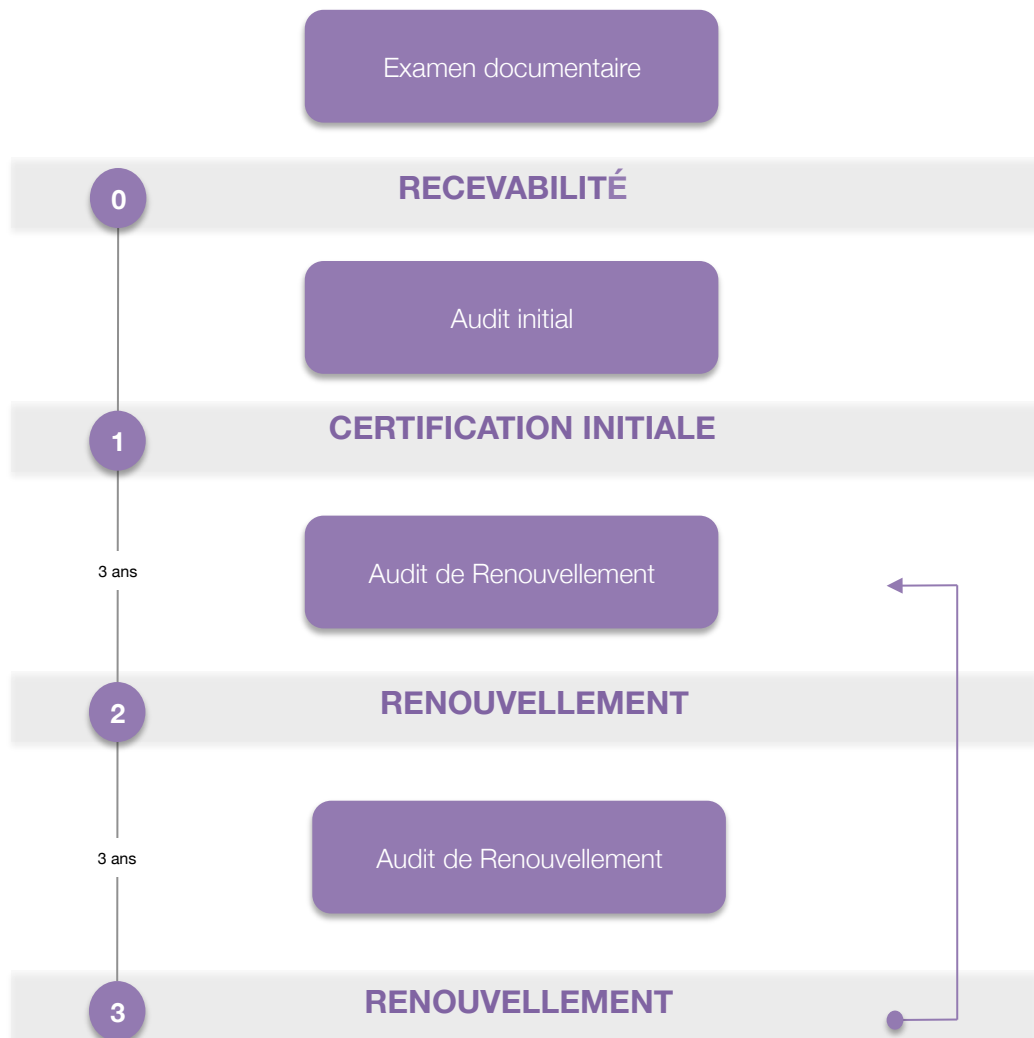 Examen documentaire
0
RECEVABILITÉ
Audit initial
1
CERTIFICATION INITIALE
3 ans
Audit de Renouvellement
2
RENOUVELLEMENT
3 ans
Audit de Renouvellement
3
RENOUVELLEMENT